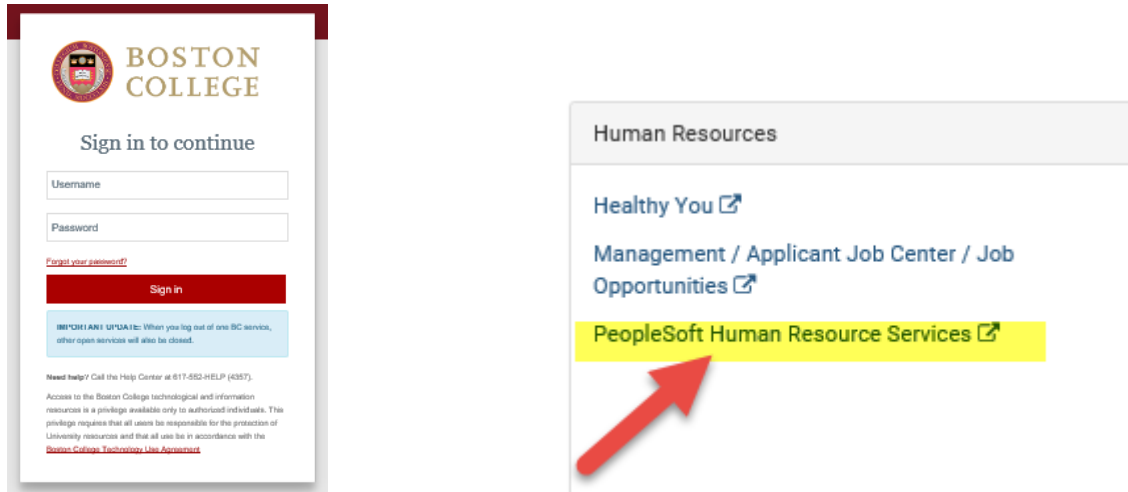 BOSTON
COLLEGE
Sign in to continue
Username
Password
Forgot your password?
Sign in
IMPORTANT UPDATE: When you log out of one BC service,
other open services will also be closed.
Need help? Call the Help Center at 617-552-HELP (4357).
Access to the Boston College technological and information
resources is a privilege available only to authorized individuals. This
privilege requires that all users be responsible for the protection of
University resources and that all use be in accordance with the
Boston College Technology Use Agreement
Human Resources
Healthy You
Management / Applicant Job Center / Job
Opportunities
PeopleSoft Human Resource Services